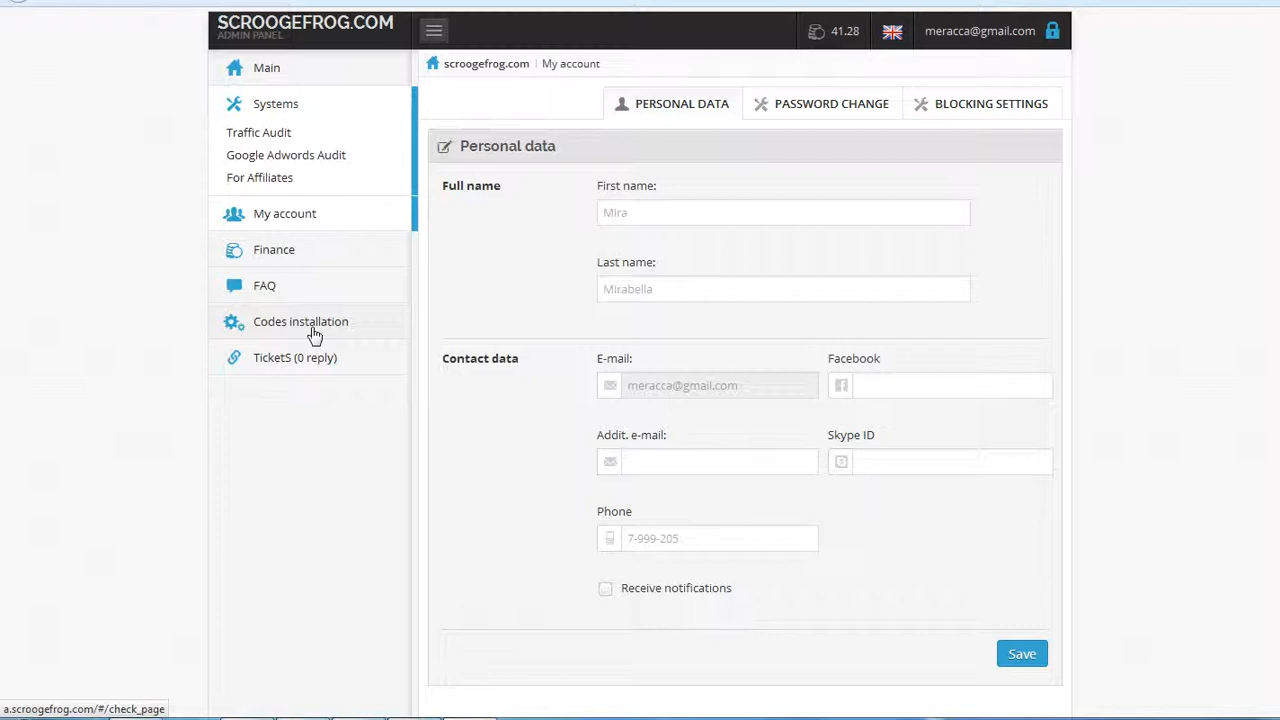 SCROOGEFROG.COM
ADMIN PANEL
41.28
meracca@gmail.com
Main
Systems
Traffic Audit
Google Adwords Audit
For Affiliates
My account
Finance
FAQ
Codes installation
TicketS (0 reply)
scroogefrog.com My account
PERSONAL DATA
PASSWORD CHANGE
BLOCKING SETTINGS
Personal data
Full name
First name:
Mira
Last name:
Mirabella
Contact data
E-mail:
meracca@gmail.com
Facebook
Addit. e-mail:
Skype ID
Phone
7-999-205
Receive notifications
Save
a.scroogefrog.com/#/check_page